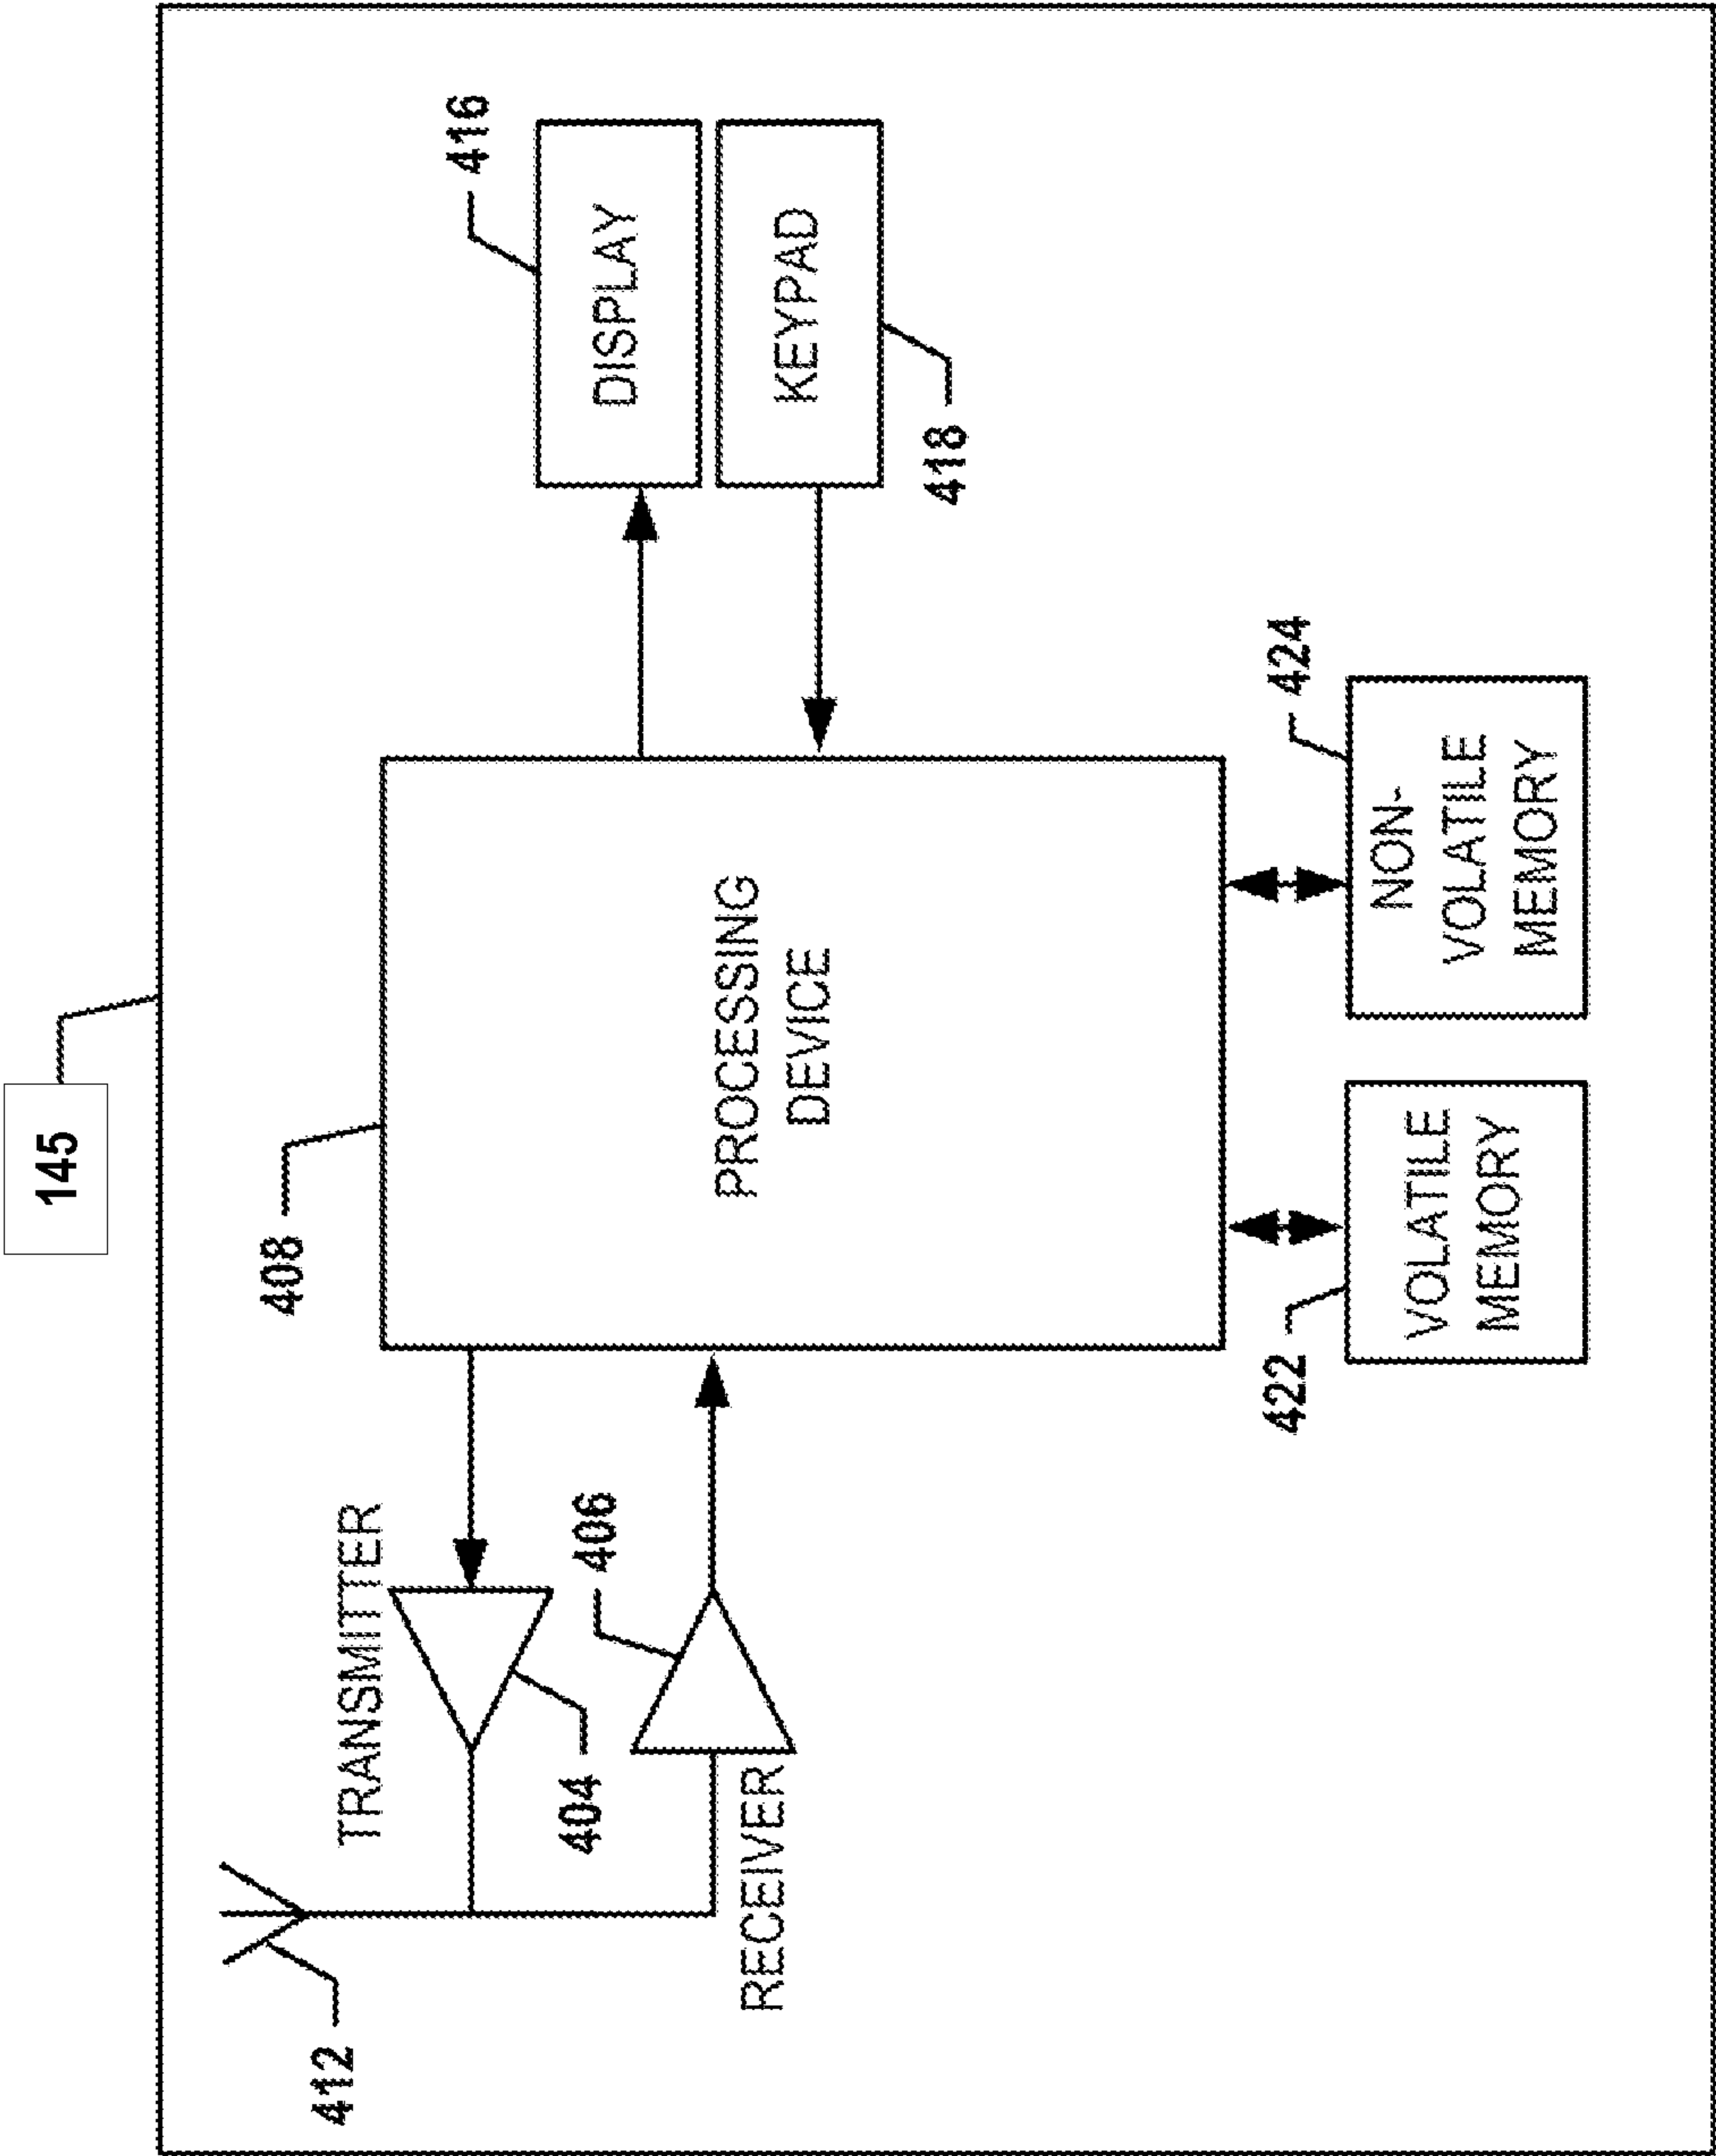 145
412
TRANSMITTER
408
416
DISPLAY
404
406
PROCESSING
DEVICE
KEYPAD
RECEIVER
418
422
424
VOLATILE
MEMORY
NON-
VOLATILE
MEMORY